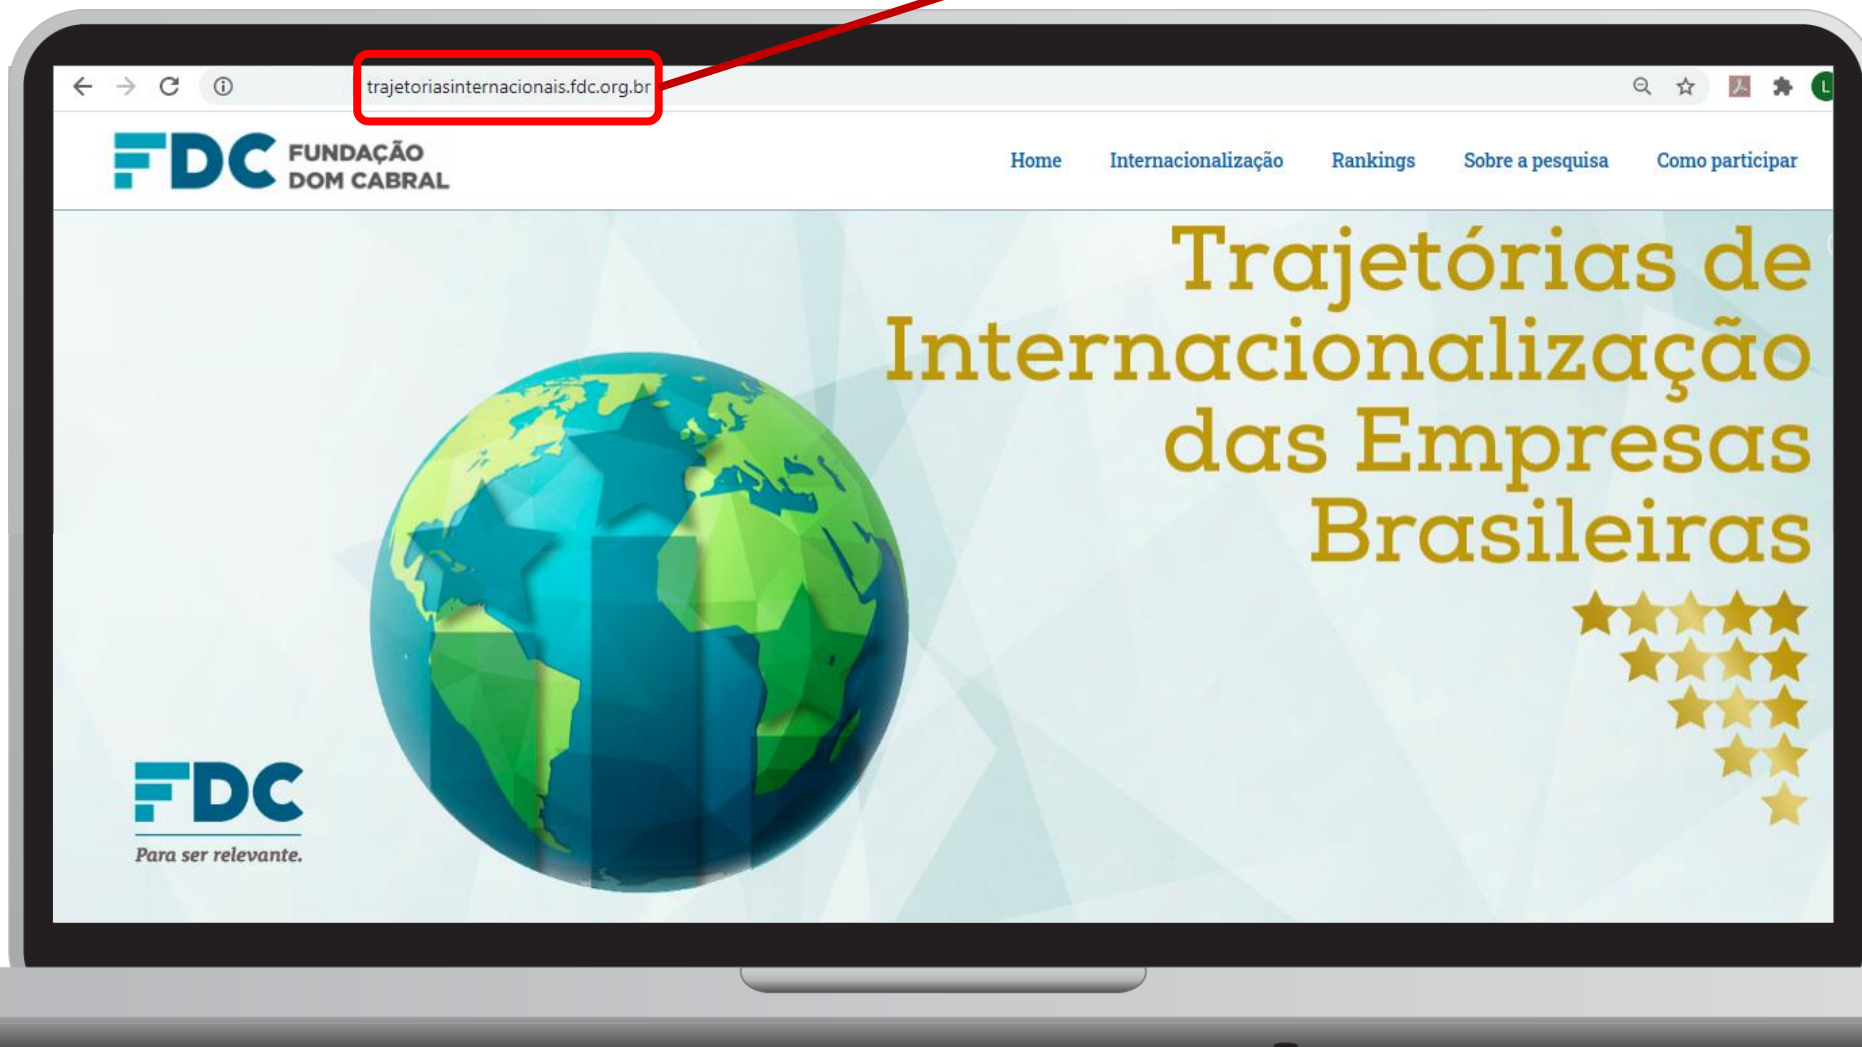 trajetoriasinternacionais.fdc.org.br
L
FDC FUNDAÇÃO
DOM CABRAL
Home Internacionalização Rankings Sobre a pesquisa Como participar
Trajetórias de
Internacionalização
das Empresas
Brasileiras
FDC
Para ser relevante.